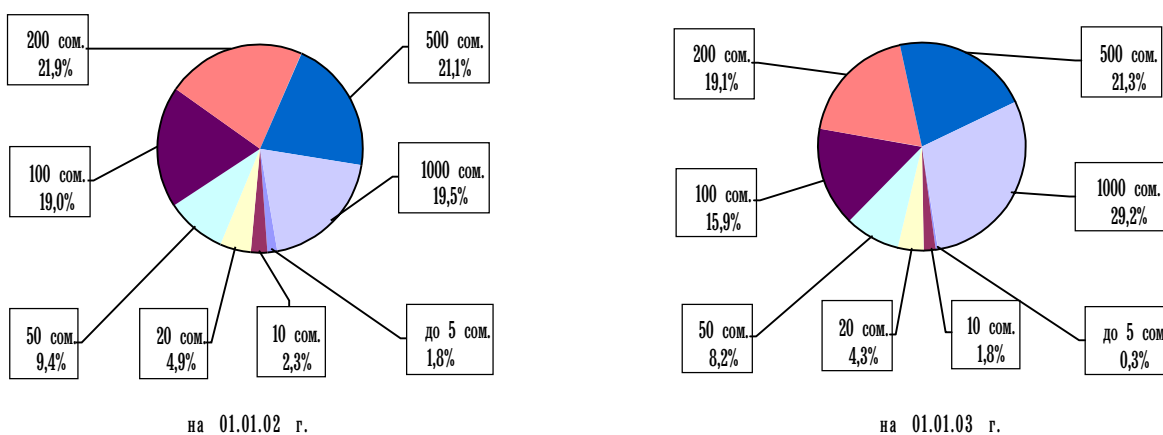 200 сом.
21,9%
500 сом.
21,1%
100 сом.
19,0%
1000 сом.
19,5%
50 сом.
9,4%
20 сом.
4,9%
10 сом.
2,3%
до 5 сом.
1,8%
на 01.01.02 г.
200 сом.
19,1%
500 сом.
21,3%
100 сом.
15,9%
1000 сом.
29,2%
50 сом.
8,2%
20 сом.
4,3%
10 сом.
1,8%
до 5 сом.
0,3%
на 01.01.03 г.